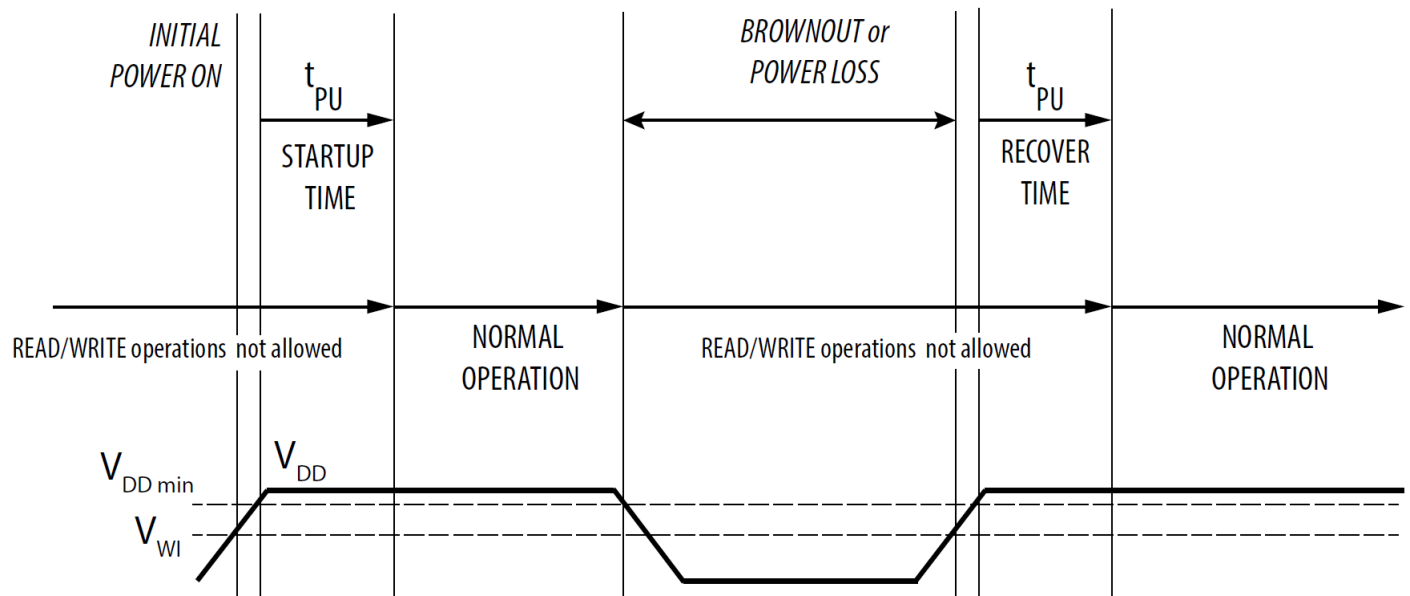 INITIAL
POWER ON
t PU
STARTUP
TIME
BROWNOUT or
POWER LOSS
t PU
RECOVER
TIME
READ/WRITE operations not allowed
NORMAL
OPERATION
READ/WRITE operations not allowed
NORMAL
OPERATION
V DD min
V DD
V WI